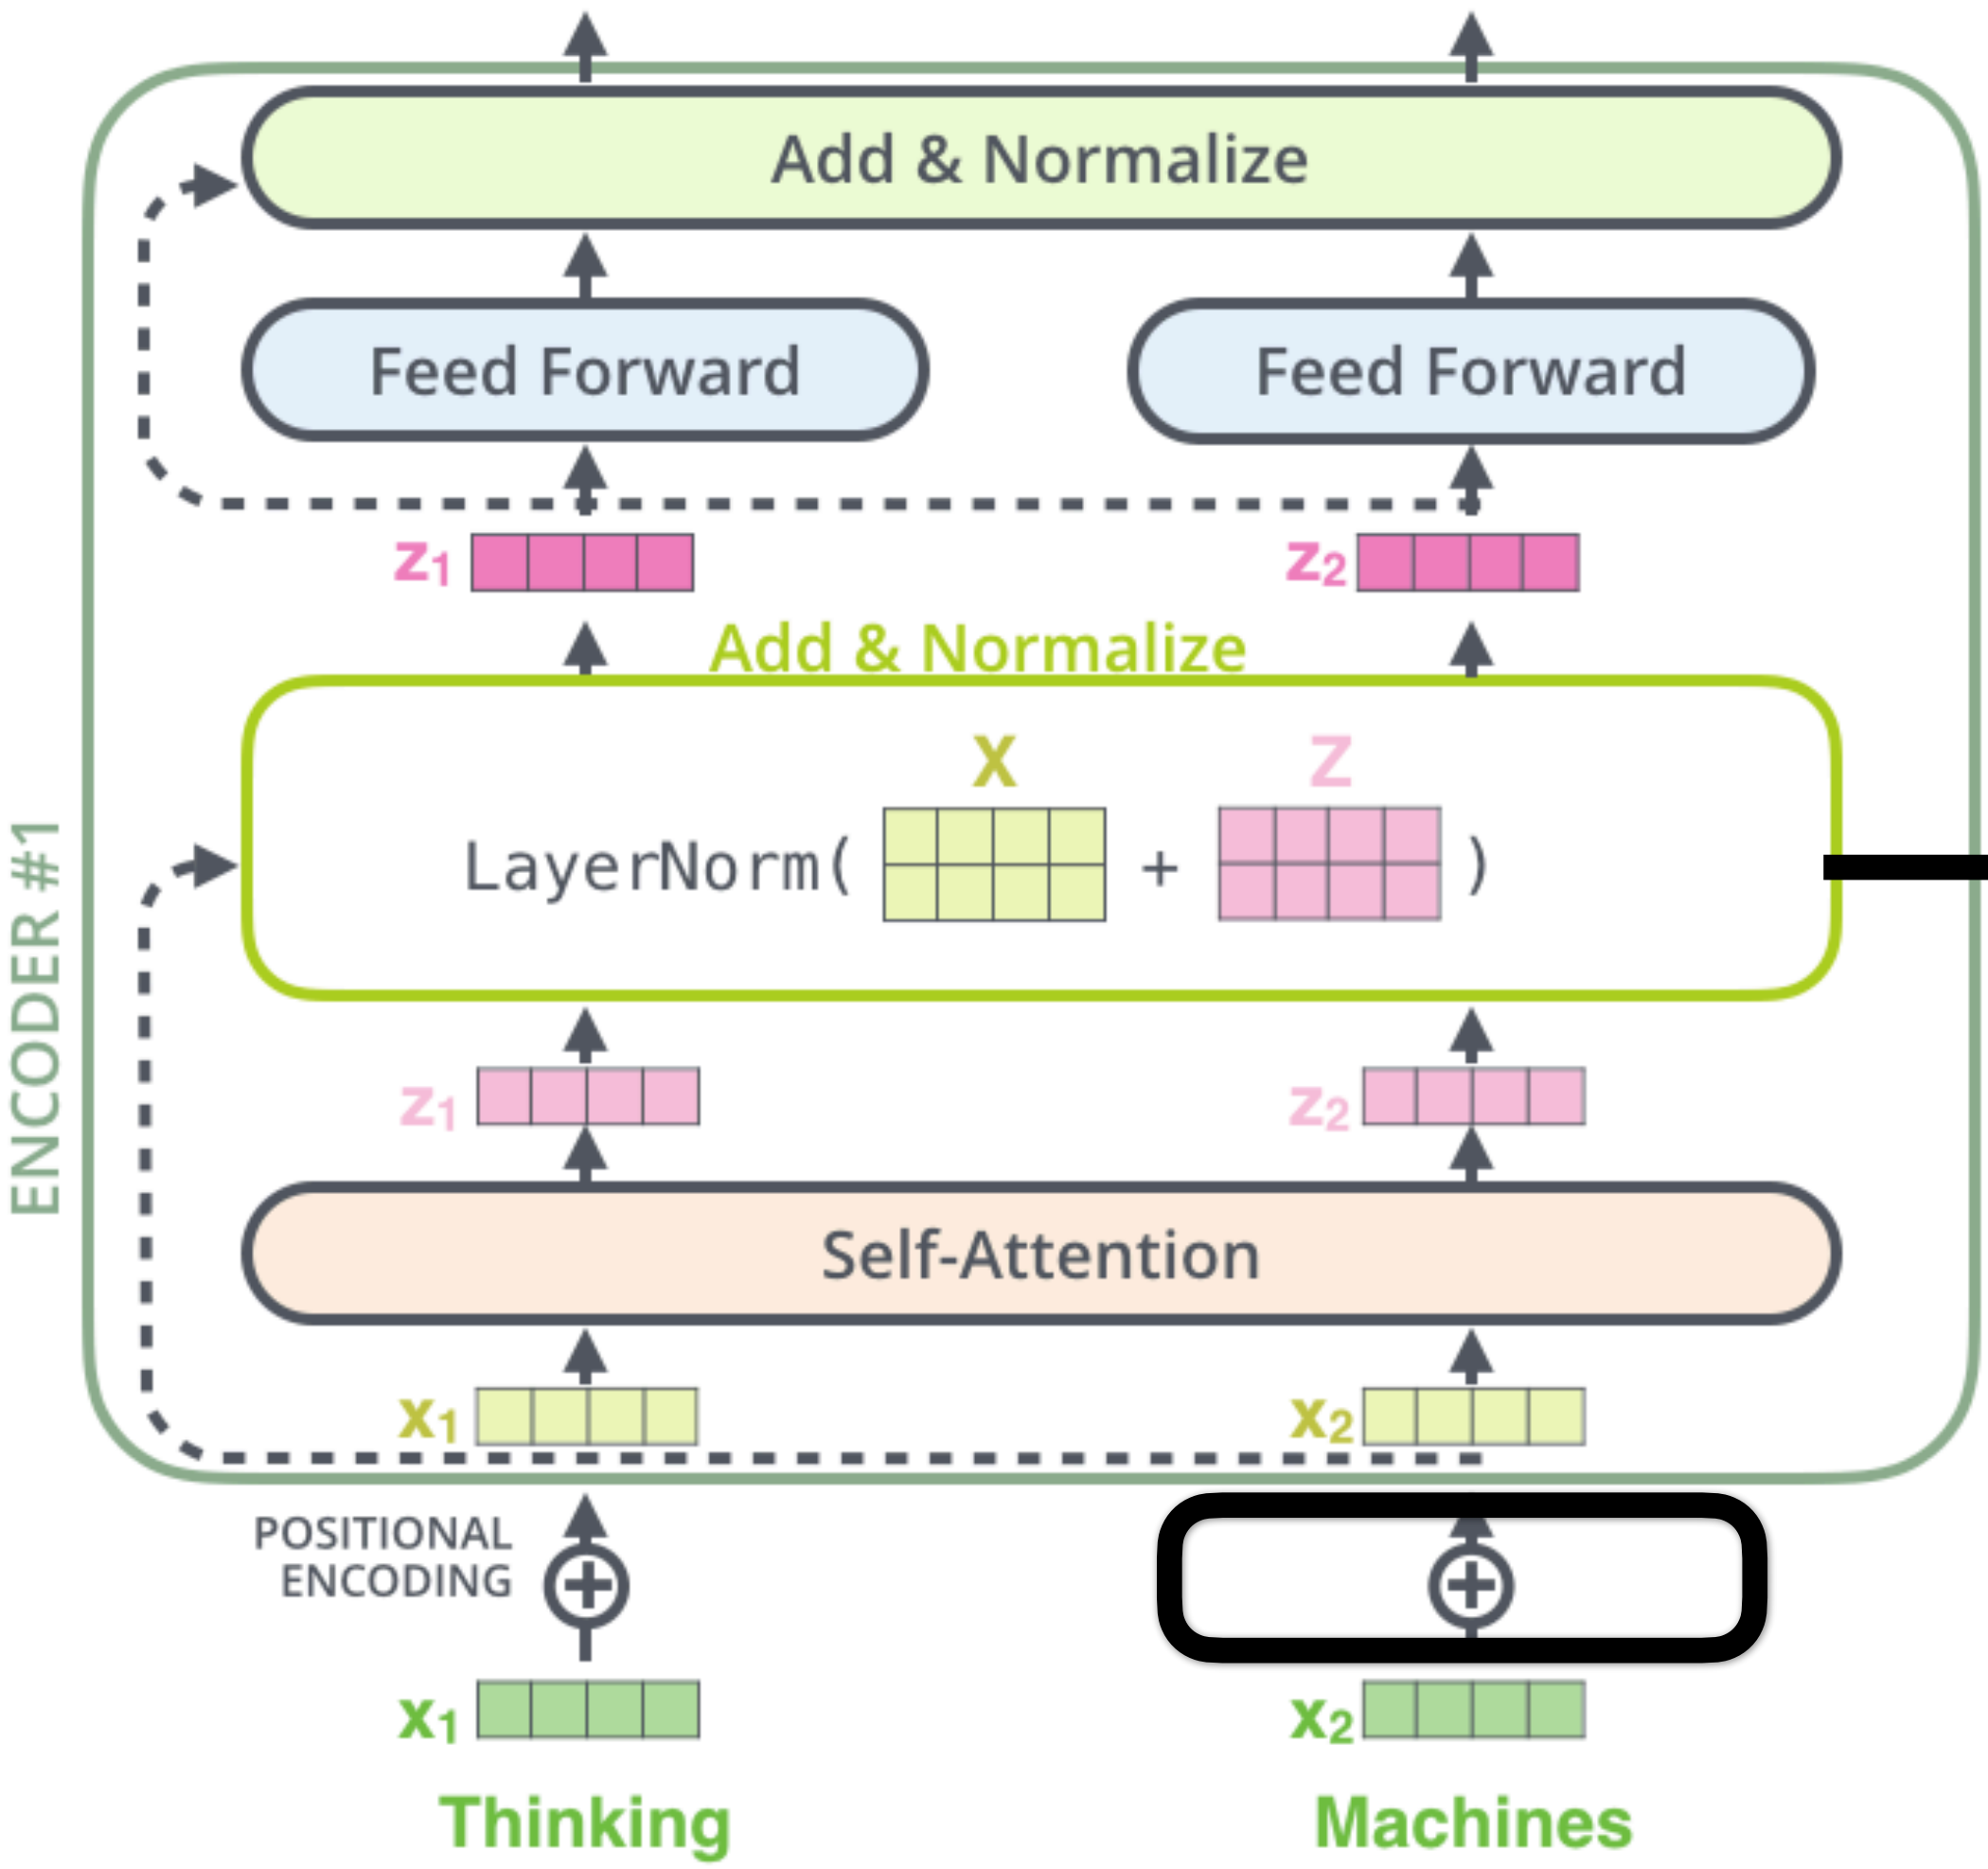 Add & Normalize
Feed Forward Feed Forward
z1 z2
Add & Normalize
X Z
LayerNorm( + )
ENCODER #1
z1 z2
Self-Attention
x1 x2
POSITIONAL
ENCODING
x1 x2
Thinking Machines